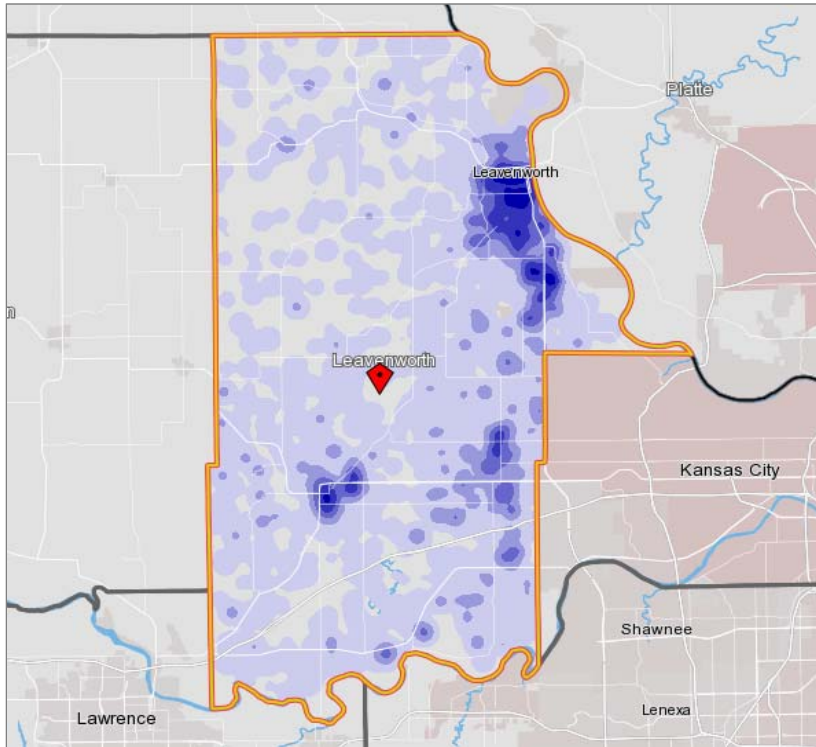 Platte
Leavenworth
n
Leavenworth
Kansas City
Shawnee
Lenexa
Lawrence